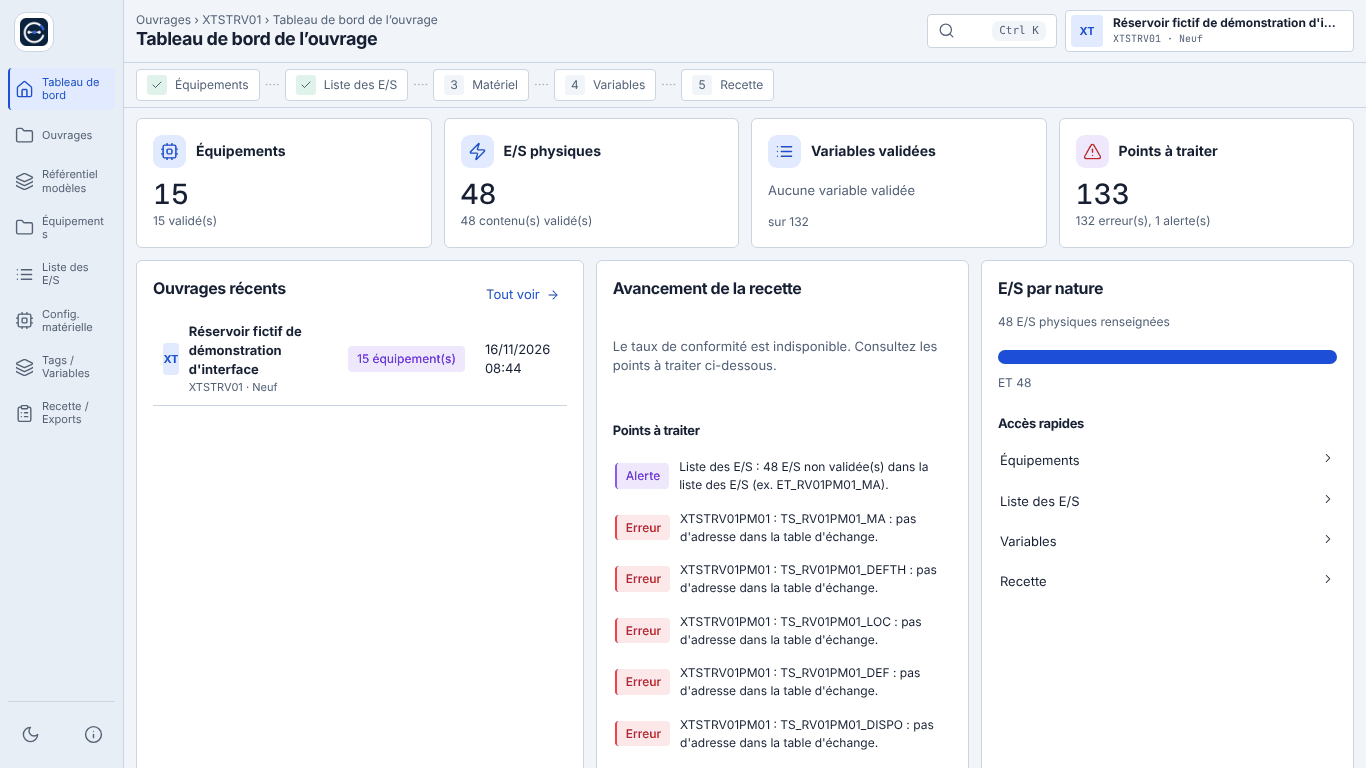 Ouvrages › XTSTRV01 › Tableau de bord de l’ouvrage
Tableau de bord de l’ouvrage
Ctrl K
XT
Réservoir fictif de démonstration d'i...
XTSTRV01 · Neuf
Tableau de
bord
Ouvrages
Référentiel
modèles
Équipement
s
Liste des
E/S
Config.
matérielle
Tags /
Variables
Recette /
Exports
Équipements
Liste des E/S
3 Matériel
4 Variables
5 Recette
Équipements
15
15 validé(s)
E/S physiques
48
48 contenu(s) validé(s)
Variables validées
Aucune variable validée
sur 132
Points à traiter
133
132 erreur(s), 1 alerte(s)
Ouvrages récents
Tout voir
XT
Réservoir fictif de
démonstration
d'interface
XTSTRV01 · Neuf
15 équipement(s)
16/11/2026
08:44
Avancement de la recette
Le taux de conformité est indisponible. Consultez les
points à traiter ci-dessous.
Points à traiter
Alerte
Liste des E/S : 48 E/S non validée(s) dans la
liste des E/S (ex. ET_RV01PM01_MA).
Erreur
XTSTRV01PM01 : TS_RV01PM01_MA : pas
d'adresse dans la table d'échange.
Erreur
XTSTRV01PM01 : TS_RV01PM01_DEFTH : pas
d'adresse dans la table d'échange.
Erreur
XTSTRV01PM01 : TS_RV01PM01_LOC : pas
d'adresse dans la table d'échange.
Erreur
XTSTRV01PM01 : TS_RV01PM01_DEF : pas
d'adresse dans la table d'échange.
Erreur
XTSTRV01PM01 : TS_RV01PM01_DISPO : pas
d'adresse dans la table d'échange.
E/S par nature
48 E/S physiques renseignées
ET 48
Accès rapides
Équipements
Liste des E/S
Variables
Recette